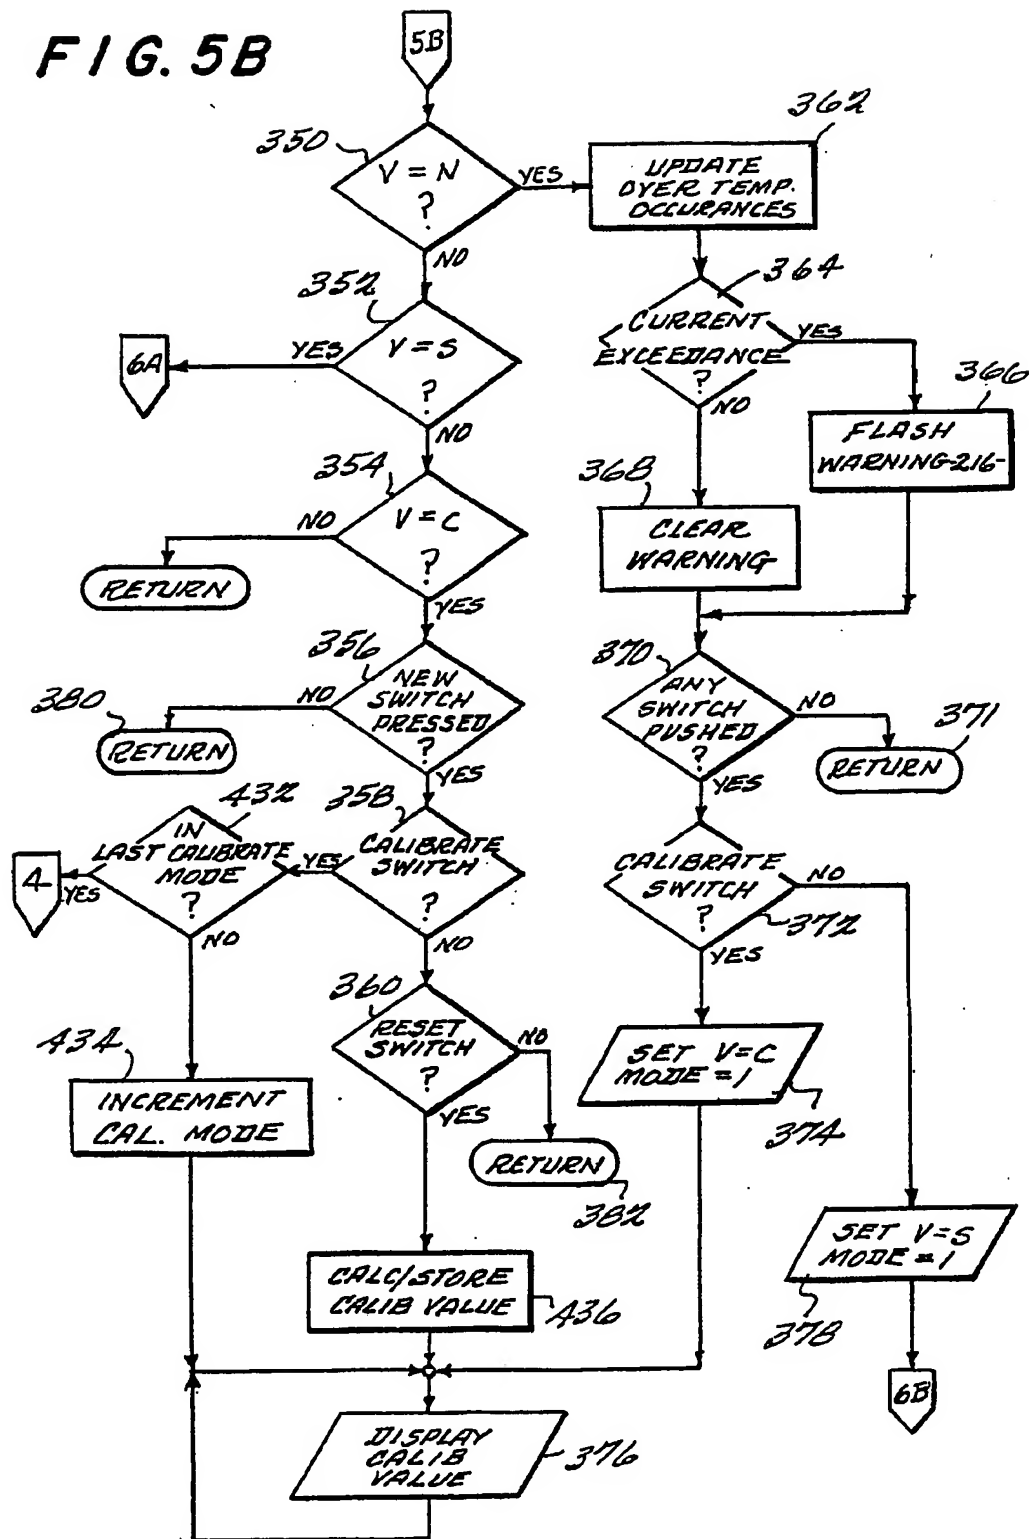 FIG. 5B
5B
350
V = N
?
YES
NO
362
UPDATE
OVER TEMP.
OCCURANCES
352
V = S
?
YES
NO
6A
364
CURRENT
EXCEEDANCE
?
YES
NO
366
FLASH
WARNING-216-
354
V = C
?
NO
YES
RETURN
368
CLEAR
WARNING
356
NEW
SWITCH
PRESSED
?
NO
YES
380
RETURN
370
ANY
SWITCH
PUSHED
?
NO
YES
371
RETURN
432
IN
LAST CALIBRATE
MODE
?
YES
NO
4
358
CALIBRATE
SWITCH
?
YES
NO
CALIBRATE
SWITCH
?
NO
372
YES
360
RESET
SWITCH
?
NO
YES
434
INCREMENT
CAL. MODE
SET V=C
MODE = 1
374
RETURN
382
SET V=S
MODE = 1
378
CALC/STORE
CALIB VALUE
436
6B
DISPLAY
CALIB
VALUE
376